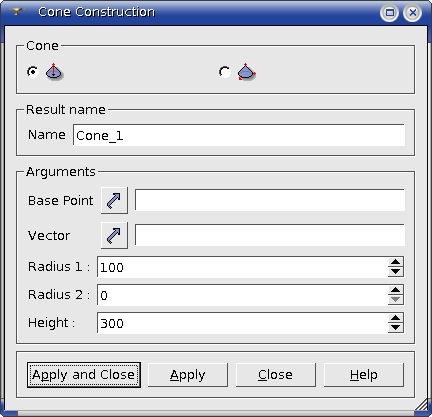 Cone Construction
Cone
Result name
Name Cone_1
Arguments
Base Point
Vector
Radius 1 : 100
Radius 2 : 0
Height : 300
Apply and Close Apply Close Help